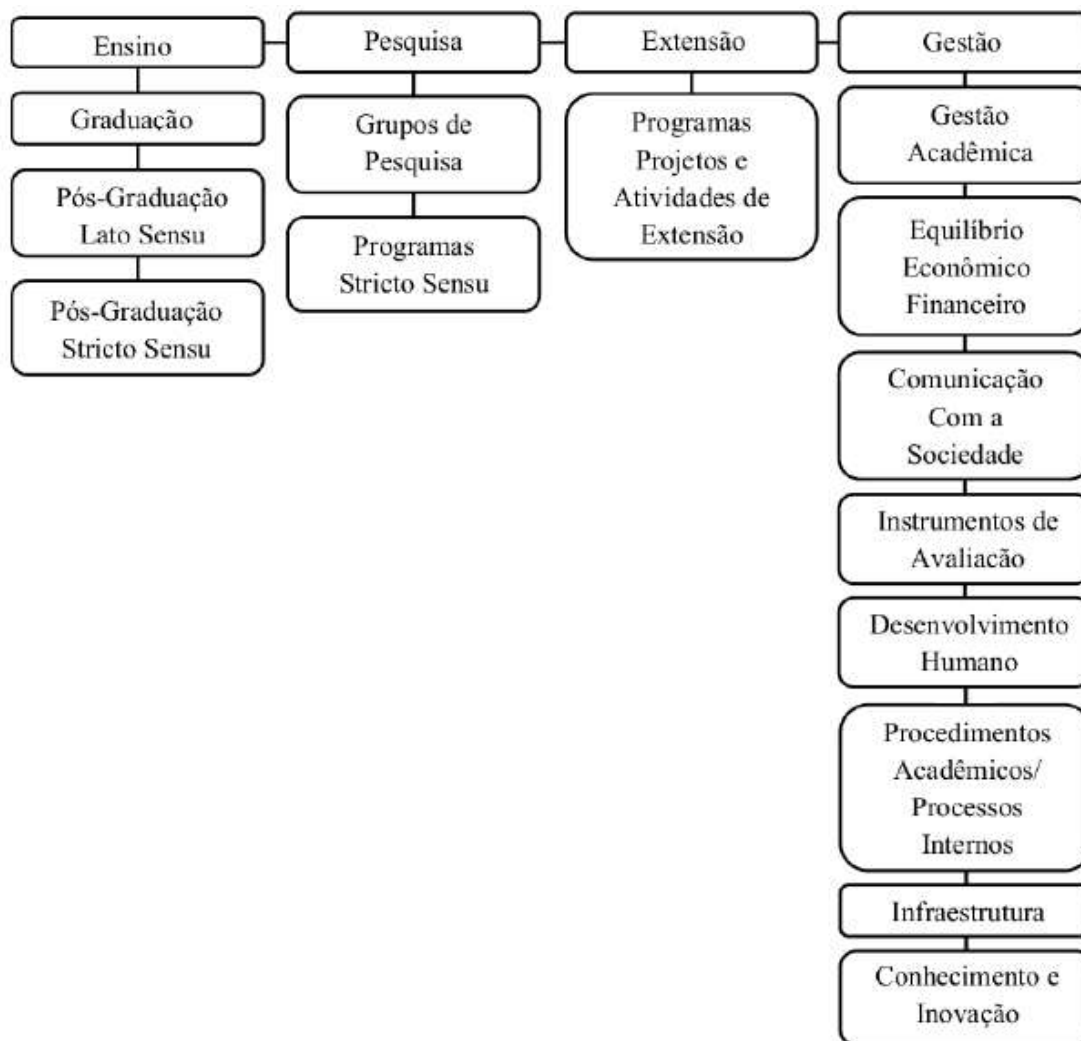 Ensino
Graduação
Pós-Graduação
Lato Sensu
Pós-Graduação
Stricto Sensu
Pesquisa
Grupos de
Pesquisa
Programas
Stricto Sensu
Extensão
Programas
Projetos e
Atividades de
Extensão
Gestão
Gestão
Acadêmica
Equilíbrio
Econômico
Financeiro
Comunicação
Com a
Sociedade
Instrumentos de
Avaliacão
Desenvolvimento
Humano
Procedimentos
Acadêmicos/
Processos
Internos
Infraestrutura
Conhecimento e
Inovação